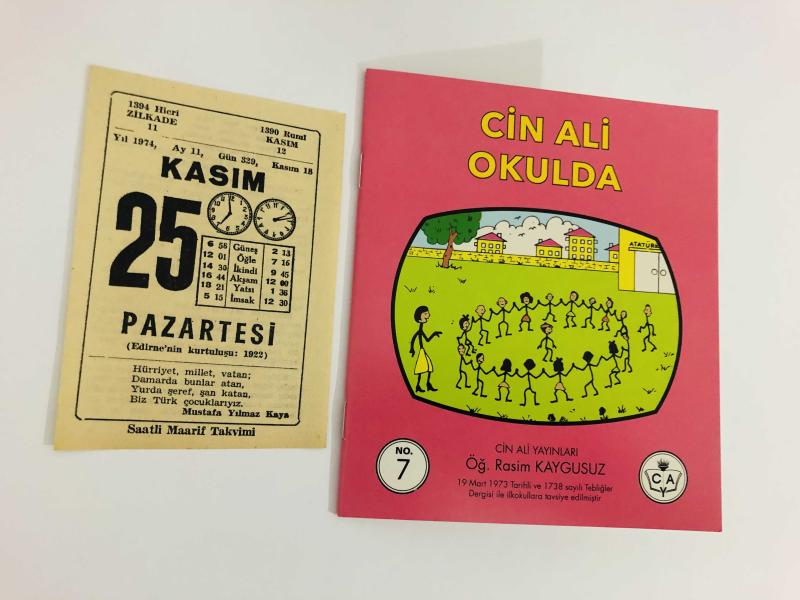 1394 Hicri
ZİLKADE
11
1390 Rumî
KASIM
12
Yıl 1974, Ay 11, Gün 329, Kasım 18
KASIM
25
6 58 Güneş 2 13
12 01 Öğle 7 16
14 30 İkindi 9 45
16 44 Akşam 12 00
18 21 Yatsı 1 36
5 15 İmsak 12 30
PAZARTESİ
(Edirne'nin kurtuluşu: 1922)
Hürriyet, millet, vatan;
Damarda bunlar atan,
Yurda şeref, şan katan,
Biz Türk çocuklarıyız.
Mustafa Yılmaz Kaya
Saatli Maarif Takvimi
CİN ALİ
OKULDA
ATATÜRK
NO.
7
CİN ALİ YAYINLARI
Öğ. Rasim KAYGUSUZ
19 Mart 1973 Tarihli ve 1738 sayılı Tebliğler
Dergisi ile ilkokullara tavsiye edilmiştir
C A
Y